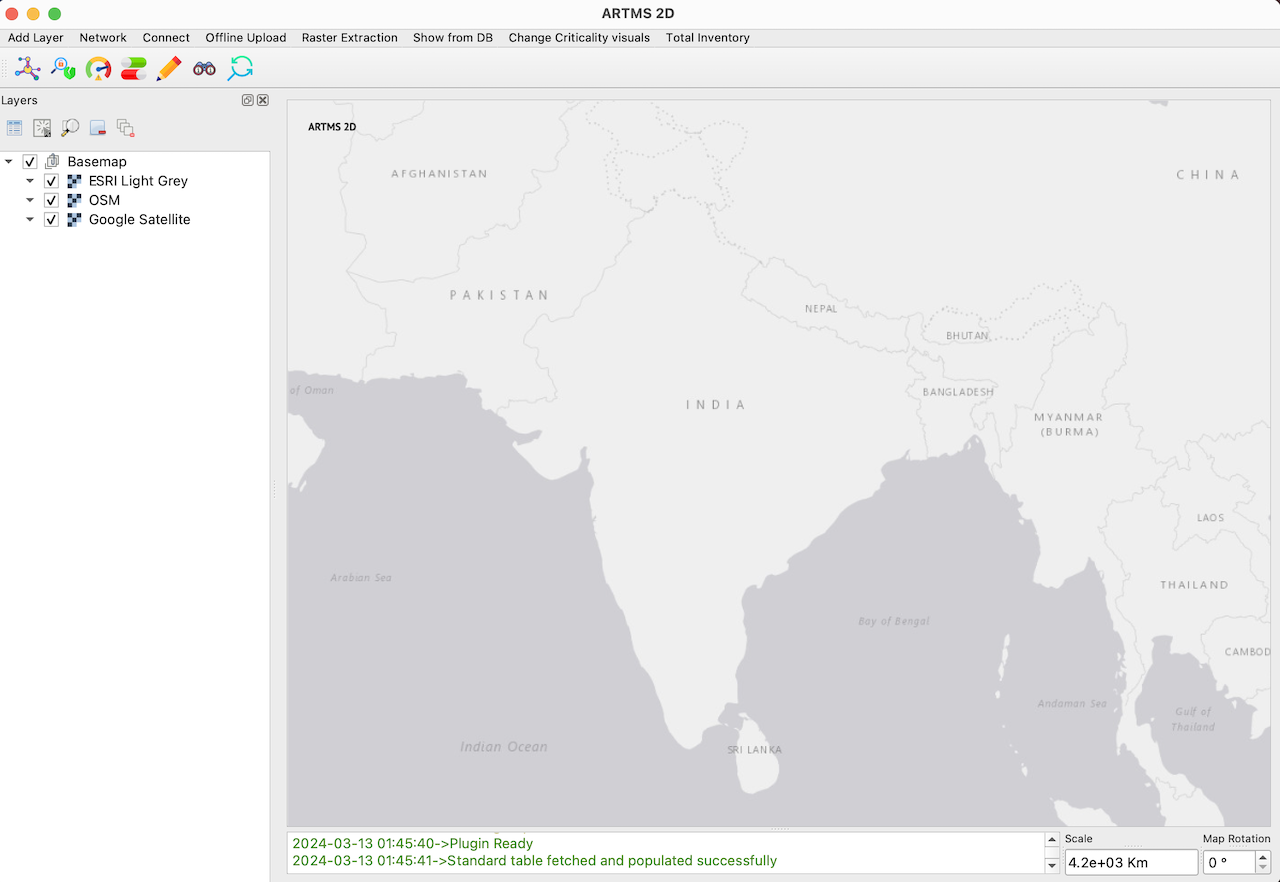 ARTMS 2D
Add Layer Network Connect Offline Upload Raster Extraction Show from DB Change Criticality visuals Total Inventory
Layers
Basemap
ESRI Light Grey
OSM
Google Satellite
ARTMS 2D
AFGHANISTAN
CHINA
PAKISTAN
NEPAL
BHUTAN
of Oman
BANGLADESH
INDIA
MYANMAR
(BURMA)
LAOS
Arabian Sea
THAILAND
Bay of Bengal
CAMBOD
Andaman Sea
Gulf of
Thailand
Indian Ocean
SRI LANKA
2024-03-13 01:45:40->Plugin Ready
2024-03-13 01:45:41->Standard table fetched and populated successfully
Scale
Map Rotation
4.2e+03 Km
0 °